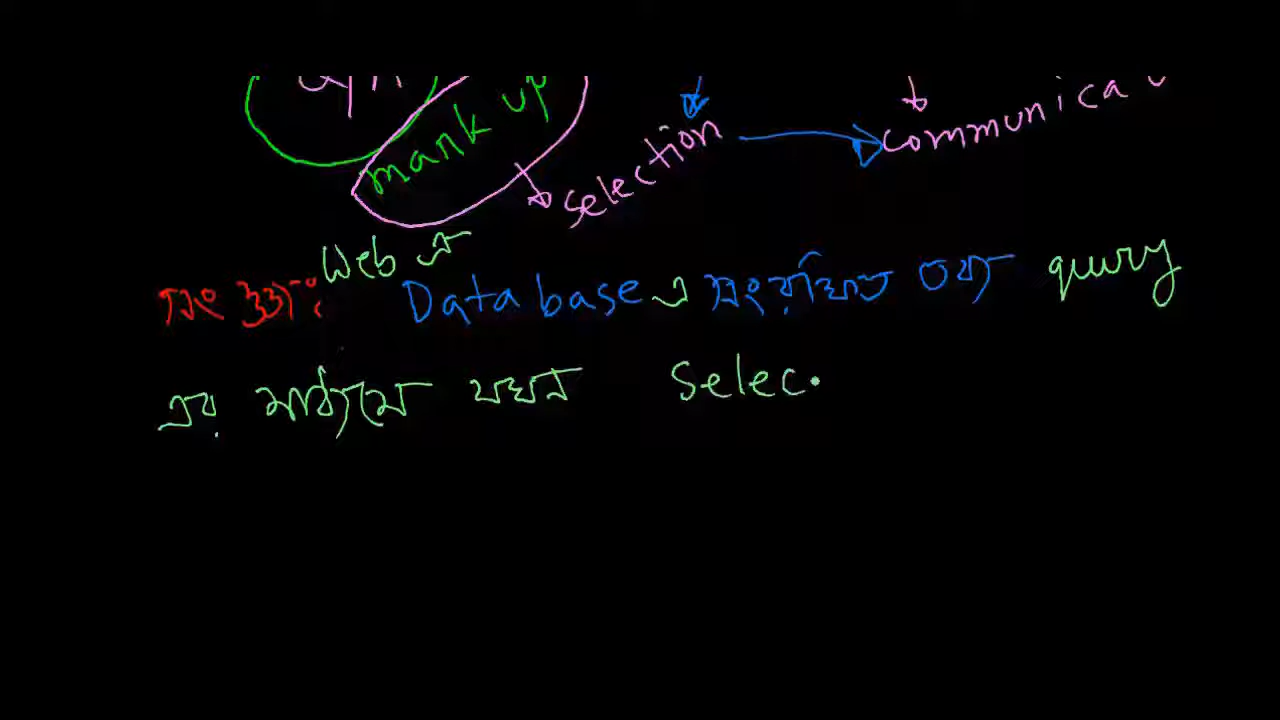 mark up
selection → communica
Web এ
সংজ্ঞাঃ Database এ সংরক্ষিত তথ্য query
এর মাধ্যমে যখন Selec